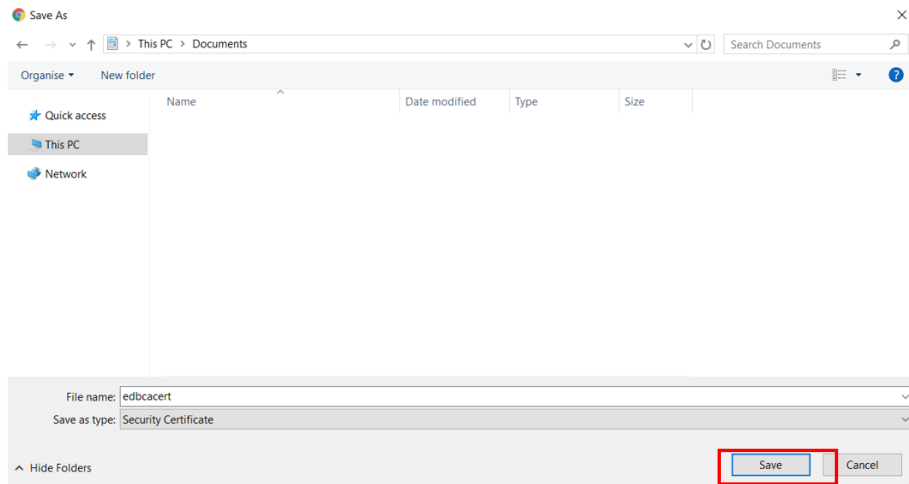 Save As
This PC > Documents
Search Documents
Organise
New folder
Name
Date modified
Type
Size
Quick access
This PC
Network
File name: edbcacert
Save as type: Security Certificate
Hide Folders
Save
Cancel